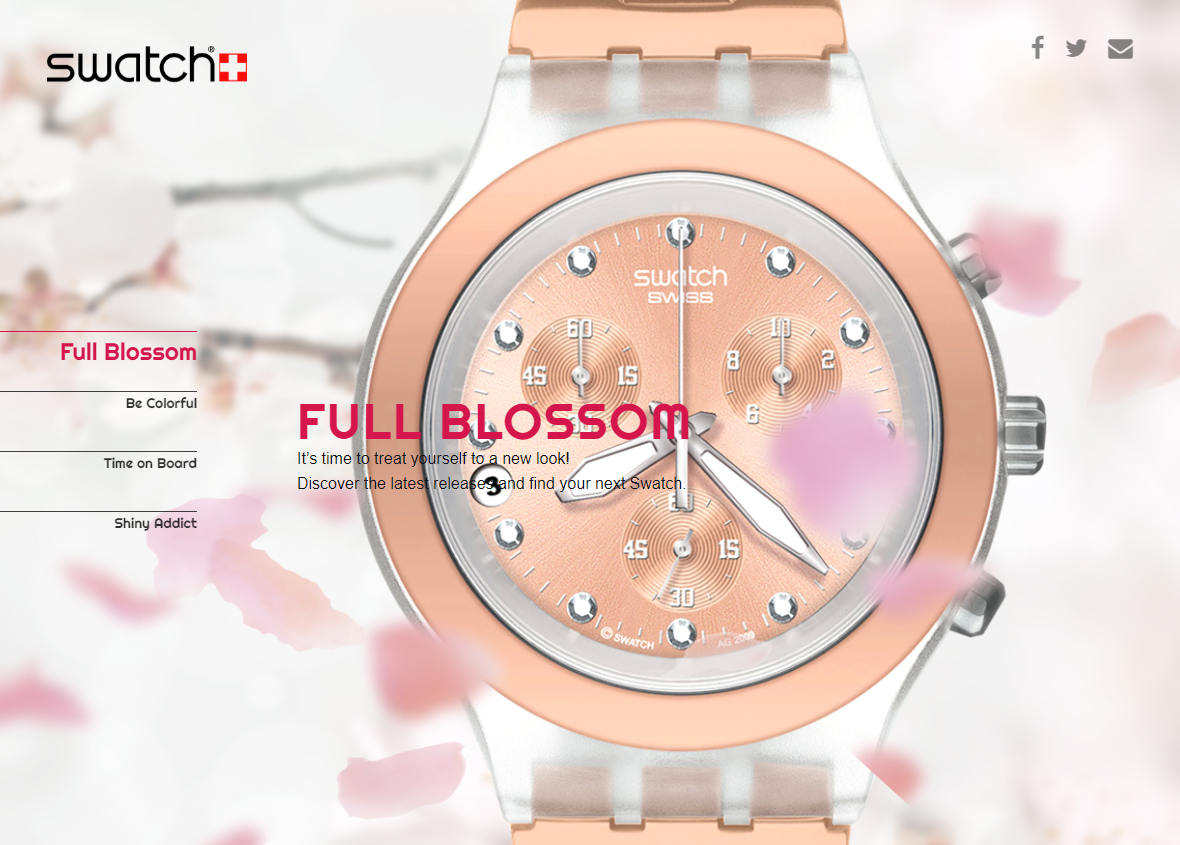 swatch®
Full Blossom
Be Colorful
Time on Board
Shiny Addict
FULL BLOSSOM
It's time to treat yourself to a new look!
Discover the latest releases and find your next Swatch.
swatch
SWISS
60
45
15
10
8
2
6
3
60
45
15
30
© SWATCH
AG 2009